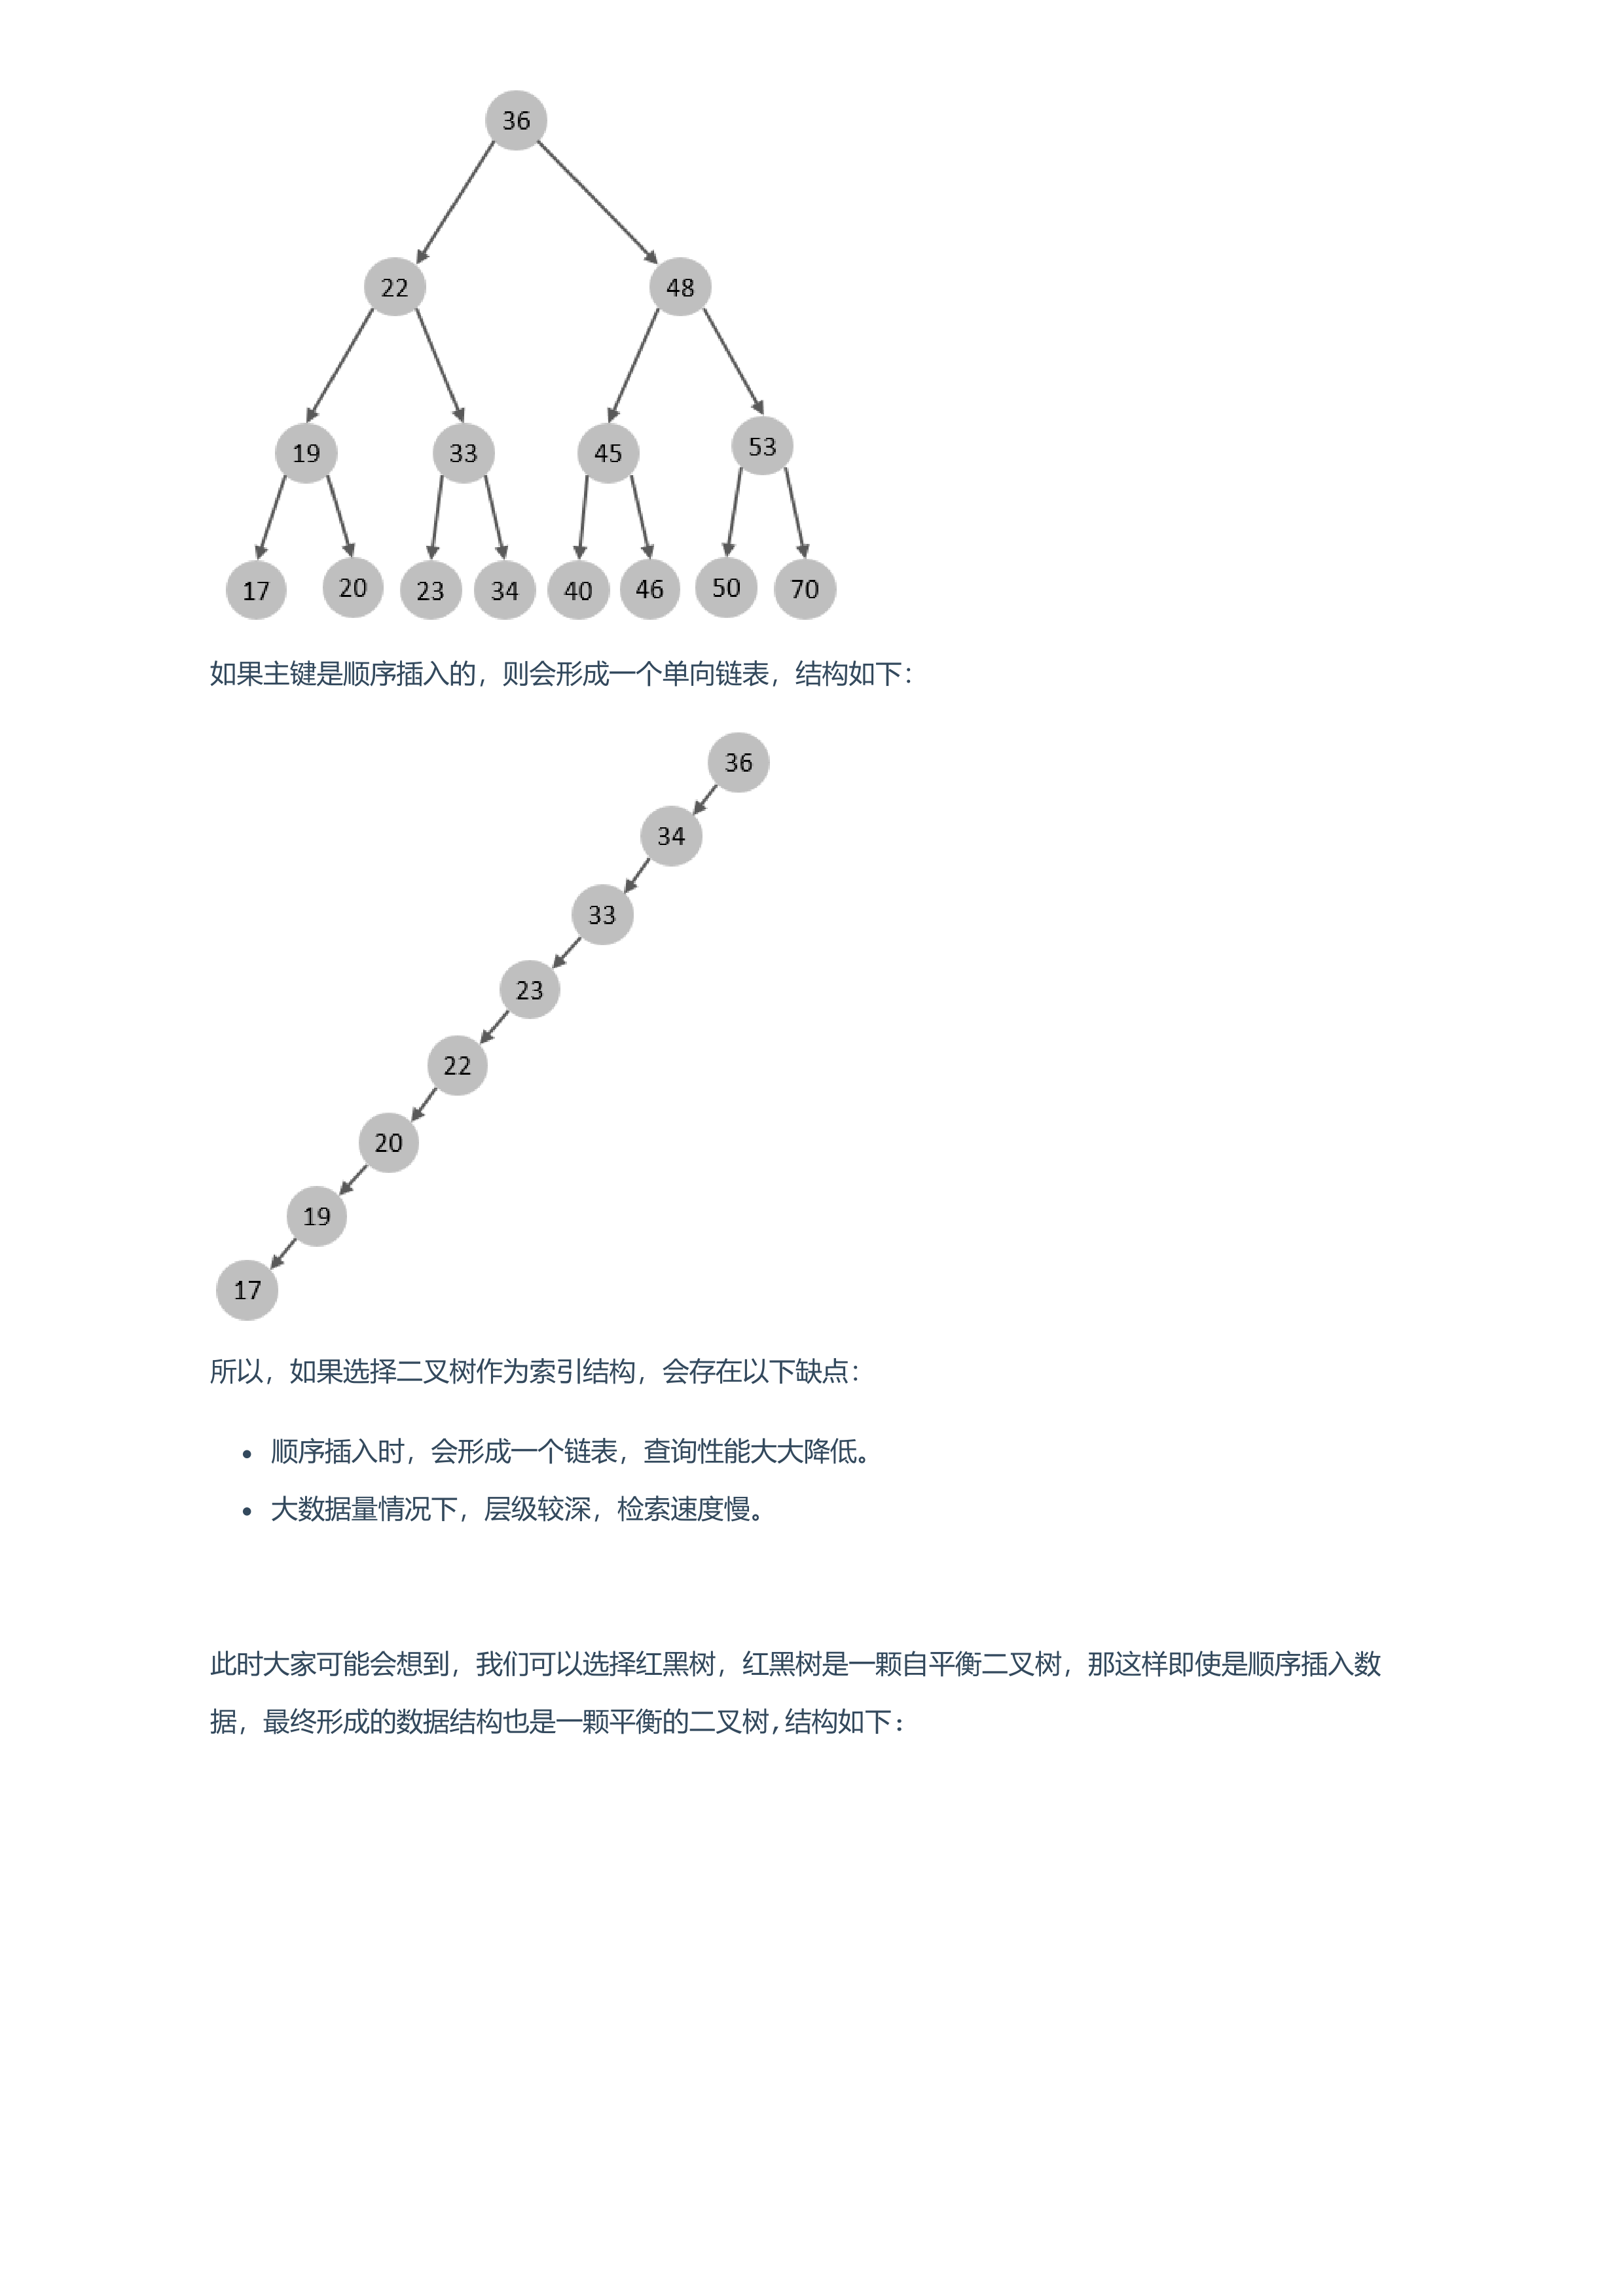 36
22 48
19 33 45 53
17 20 23 34 40 46 50 70
如果主键是顺序插入的，则会形成一个单向链表，结构如下：
36
34
33
23
22
20
19
17
所以，如果选择二叉树作为索引结构，会存在以下缺点：
• 顺序插入时，会形成一个链表，查询性能大大降低。
• 大数据量情况下，层级较深，检索速度慢。
此时大家可能会想到，我们可以选择红黑树，红黑树是一颗自平衡二叉树，那这样即使是顺序插入数
据，最终形成的数据结构也是一颗平衡的二叉树,结构如下: